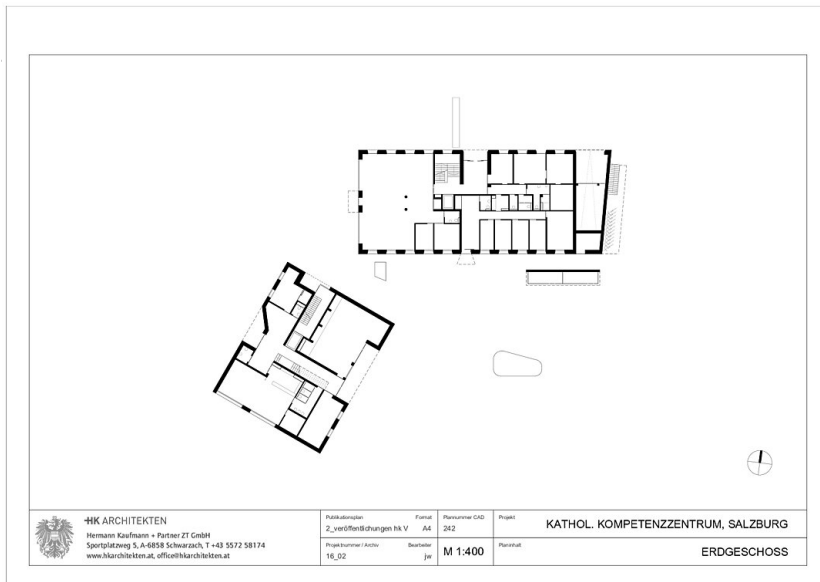 HK ARCHITEKTEN
Hermann Kaufmann + Partner ZT GmbH
Sportplatzweg 5, A-6858 Schwarzach, T +43 5572 58174
www.hkarchitekten.at, office@hkarchitekten.at
Publikationsplan Format
2_veröffentlichungen hk V A4
Projektnummer / Archiv Bearbeiter
16_02 jw
Plannummer CAD
242
M 1:400
Projekt
KATHOL. KOMPETENZZENTRUM, SALZBURG
Planinhalt
ERDGESCHOSS